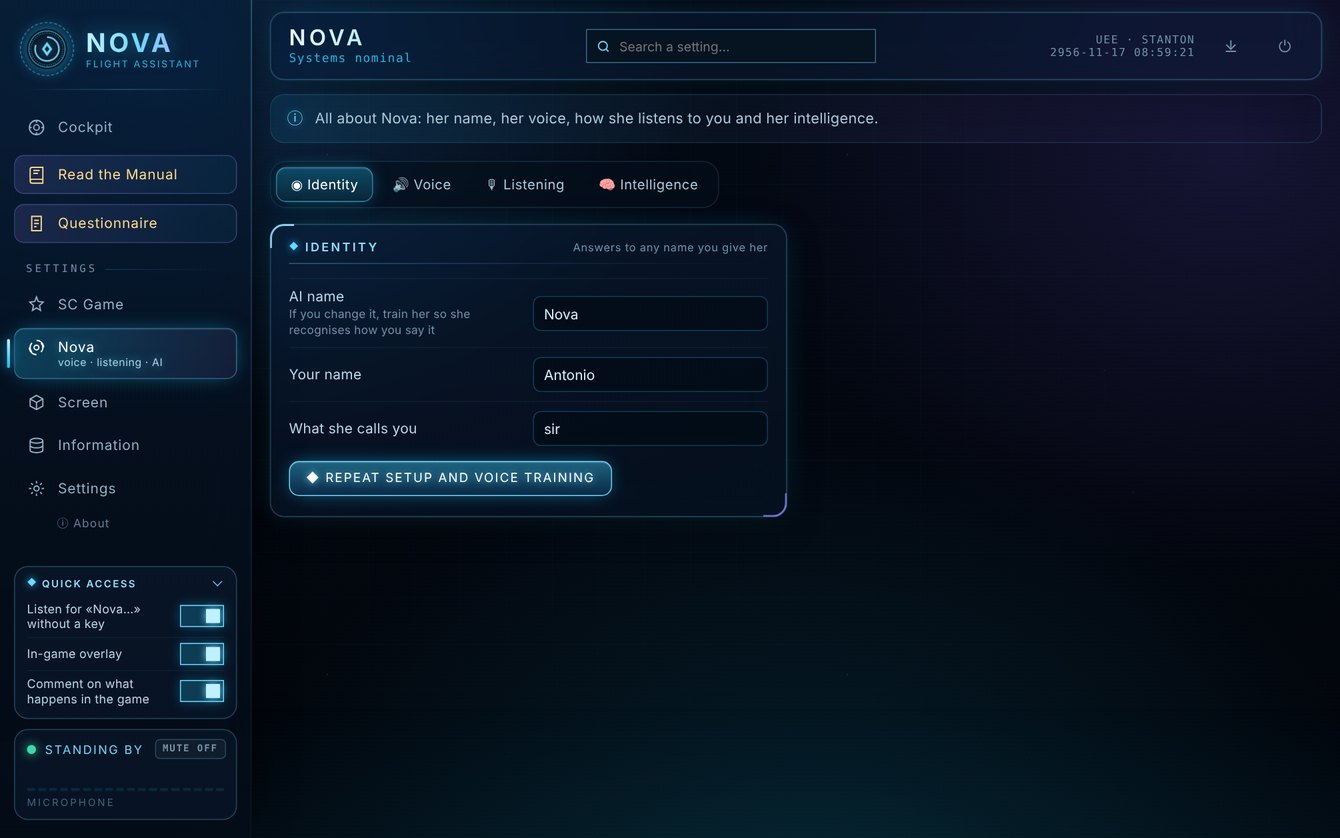 NOVA
FLIGHT ASSISTANT
Cockpit
Read the Manual
Questionnaire
SETTINGS
SC Game
Nova
voice · listening · AI
Screen
Information
Settings
ⓘ About
QUICK ACCESS
Listen for «Nova...»
without a key
In-game overlay
Comment on what
happens in the game
STANDING BY
MUTE OFF
MICROPHONE
NOVA
Systems nominal
Search a setting...
UEE · STANTON
2956-11-17 08:59:21
All about Nova: her name, her voice, how she listens to you and her intelligence.
Identity
Voice
Listening
Intelligence
IDENTITY
Answers to any name you give her
AI name
If you change it, train her so she
recognises how you say it
Nova
Your name
Antonio
What she calls you
sir
REPEAT SETUP AND VOICE TRAINING